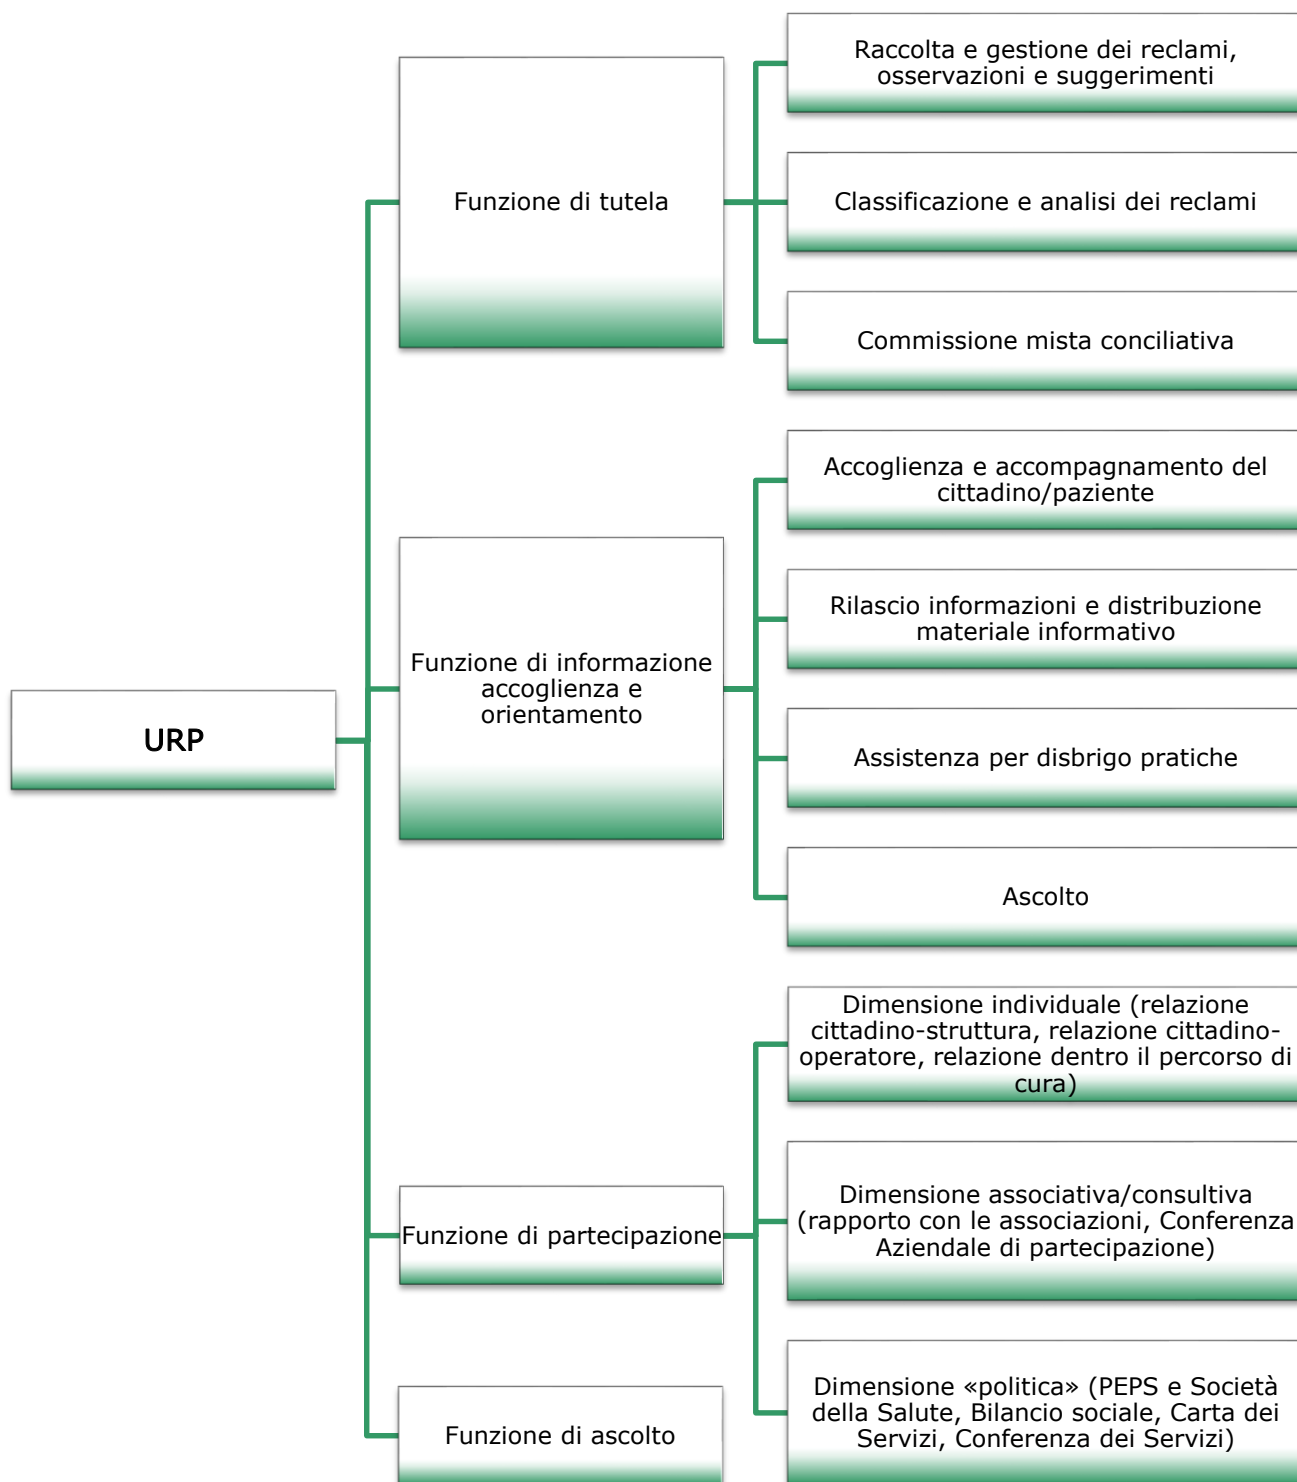 URP
Funzione di tutela
Raccolta e gestione dei reclami,
osservazioni e suggerimenti
Classificazione e analisi dei reclami
Commissione mista conciliativa
Funzione di informazione
accoglienza e
orientamento
Accoglienza e accompagnamento del
cittadino/paziente
Rilascio informazioni e distribuzione
materiale informativo
Assistenza per disbrigo pratiche
Ascolto
Funzione di partecipazione
Dimensione individuale (relazione
cittadino-struttura, relazione cittadino-
operatore, relazione dentro il percorso di
cura)
Dimensione associativa/consultiva
(rapporto con le associazioni, Conferenza
Aziendale di partecipazione)
Dimensione «politica» (PEPS e Società
della Salute, Bilancio sociale, Carta dei
Servizi, Conferenza dei Servizi)
Funzione di ascolto